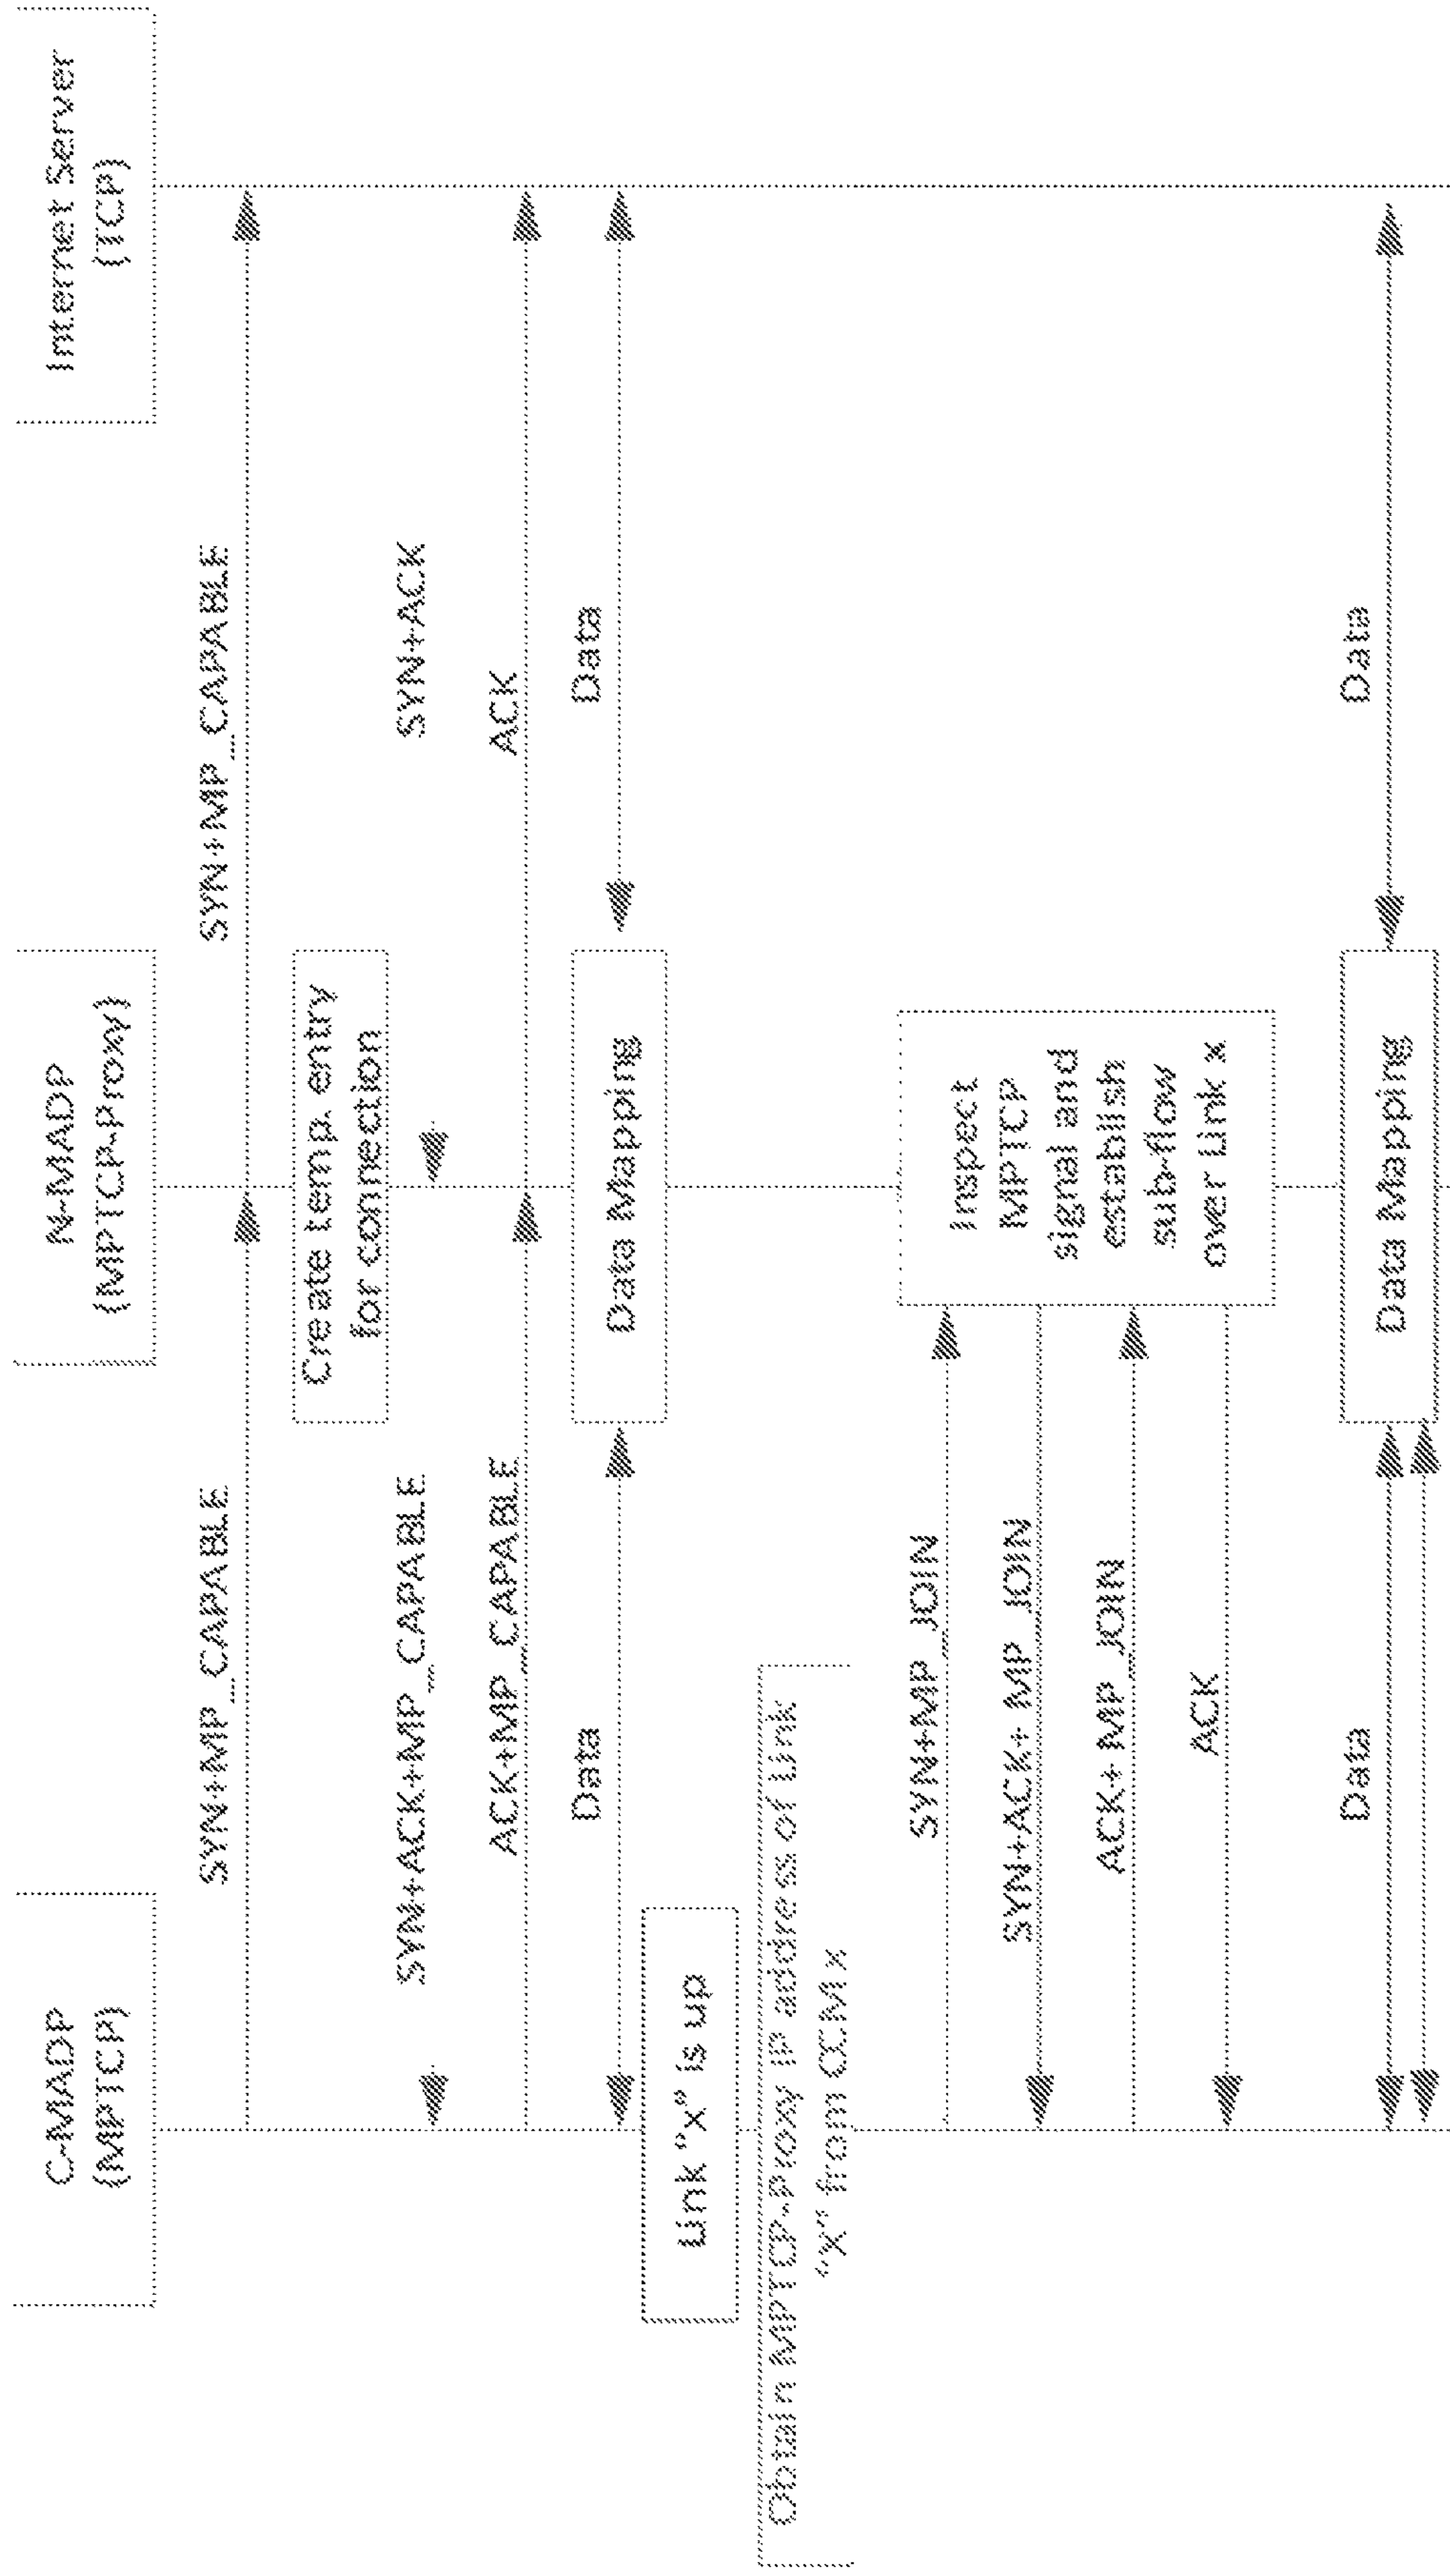 C-MADP
(MPTCP)
N-MADP
(MPTCP-Proxy)
Internet Server
(TCP)
SYN+MP_CAPABLE
SYN+MP_CAPABLE
Create temp. entry
for connection
SYN+ACK+MP_CAPABLE
SYN+ACK
ACK+MP_CAPABLE
ACK
Data
Data Mapping
Data
Link "x" is up
Obtain MPTCP-Proxy IP address of Link
"x" from CCM x
SYN+MP_JOIN
SYN+ACK+ MP_JOIN
ACK+ MP_JOIN
ACK
Inspect
MPTCP
signal and
establish
sub-flow
over Link x
Data
Data Mapping
Data